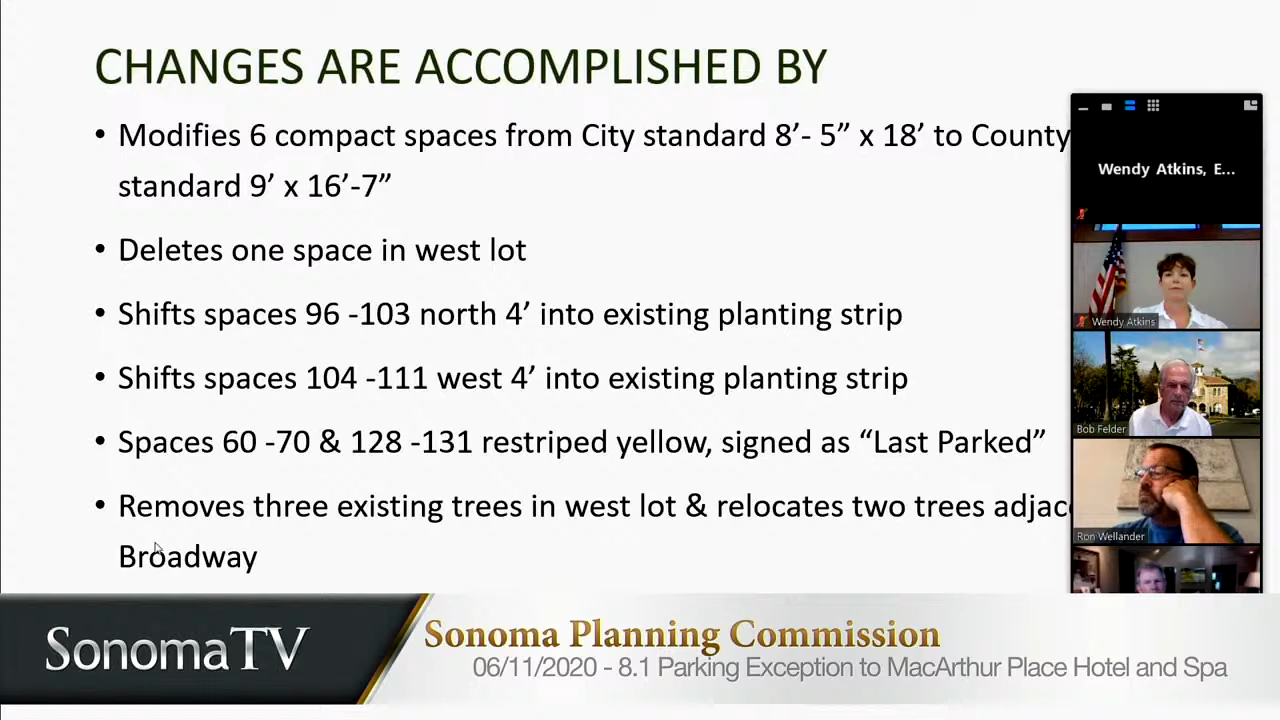 CHANGES ARE ACCOMPLISHED BY
• Modifies 6 compact spaces from City standard 8’- 5” x 18’ to County
standard 9’ x 16’-7”
• Deletes one space in west lot
• Shifts spaces 96 -103 north 4’ into existing planting strip
• Shifts spaces 104 -111 west 4’ into existing planting strip
• Spaces 60 -70 & 128 -131 restriped yellow, signed as “Last Parked”
• Removes three existing trees in west lot & relocates two trees adjac
Broadway
Wendy Atkins, E...
Wendy Atkins
Bob Felder
Ron Wellander
SonomaTV
Sonoma Planning Commission
06/11/2020 - 8.1 Parking Exception to MacArthur Place Hotel and Spa